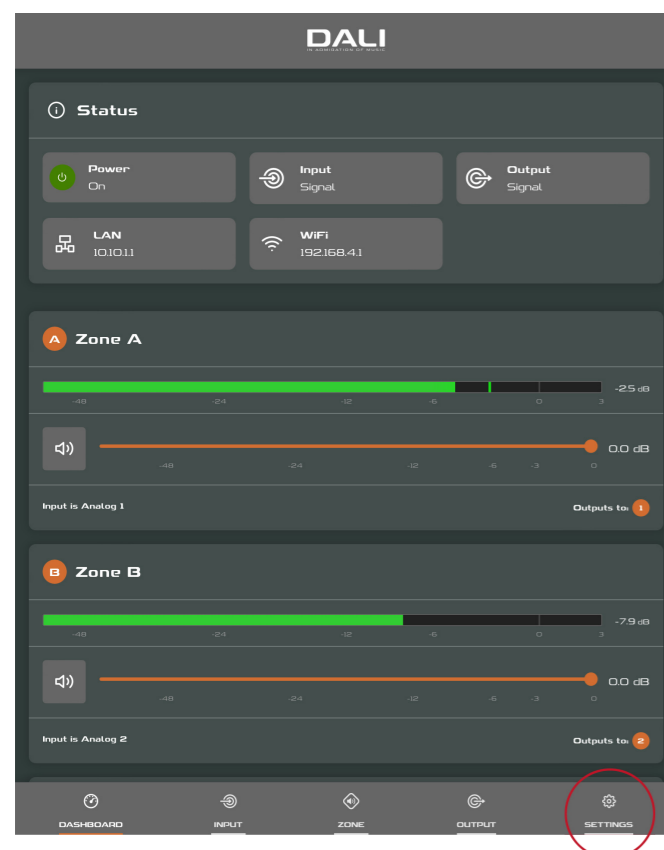 DALI
IN ADMIRATION OF MUSIC
Status
Power
On
Input
Signal
Output
Signal
LAN
10.10.1.1
WiFi
192.168.4.1
A Zone A
-2.5 dB
-48 -24 -12 -6 0 3
0.0 dB
-48 -24 -12 -6 -3 0
Input is Analog 1 Outputs to: 1
B Zone B
-7.9 dB
-48 -24 -12 -6 0 3
0.0 dB
-48 -24 -12 -6 -3 0
Input is Analog 2 Outputs to: 2
DASHBOARD INPUT ZONE OUTPUT SETTINGS